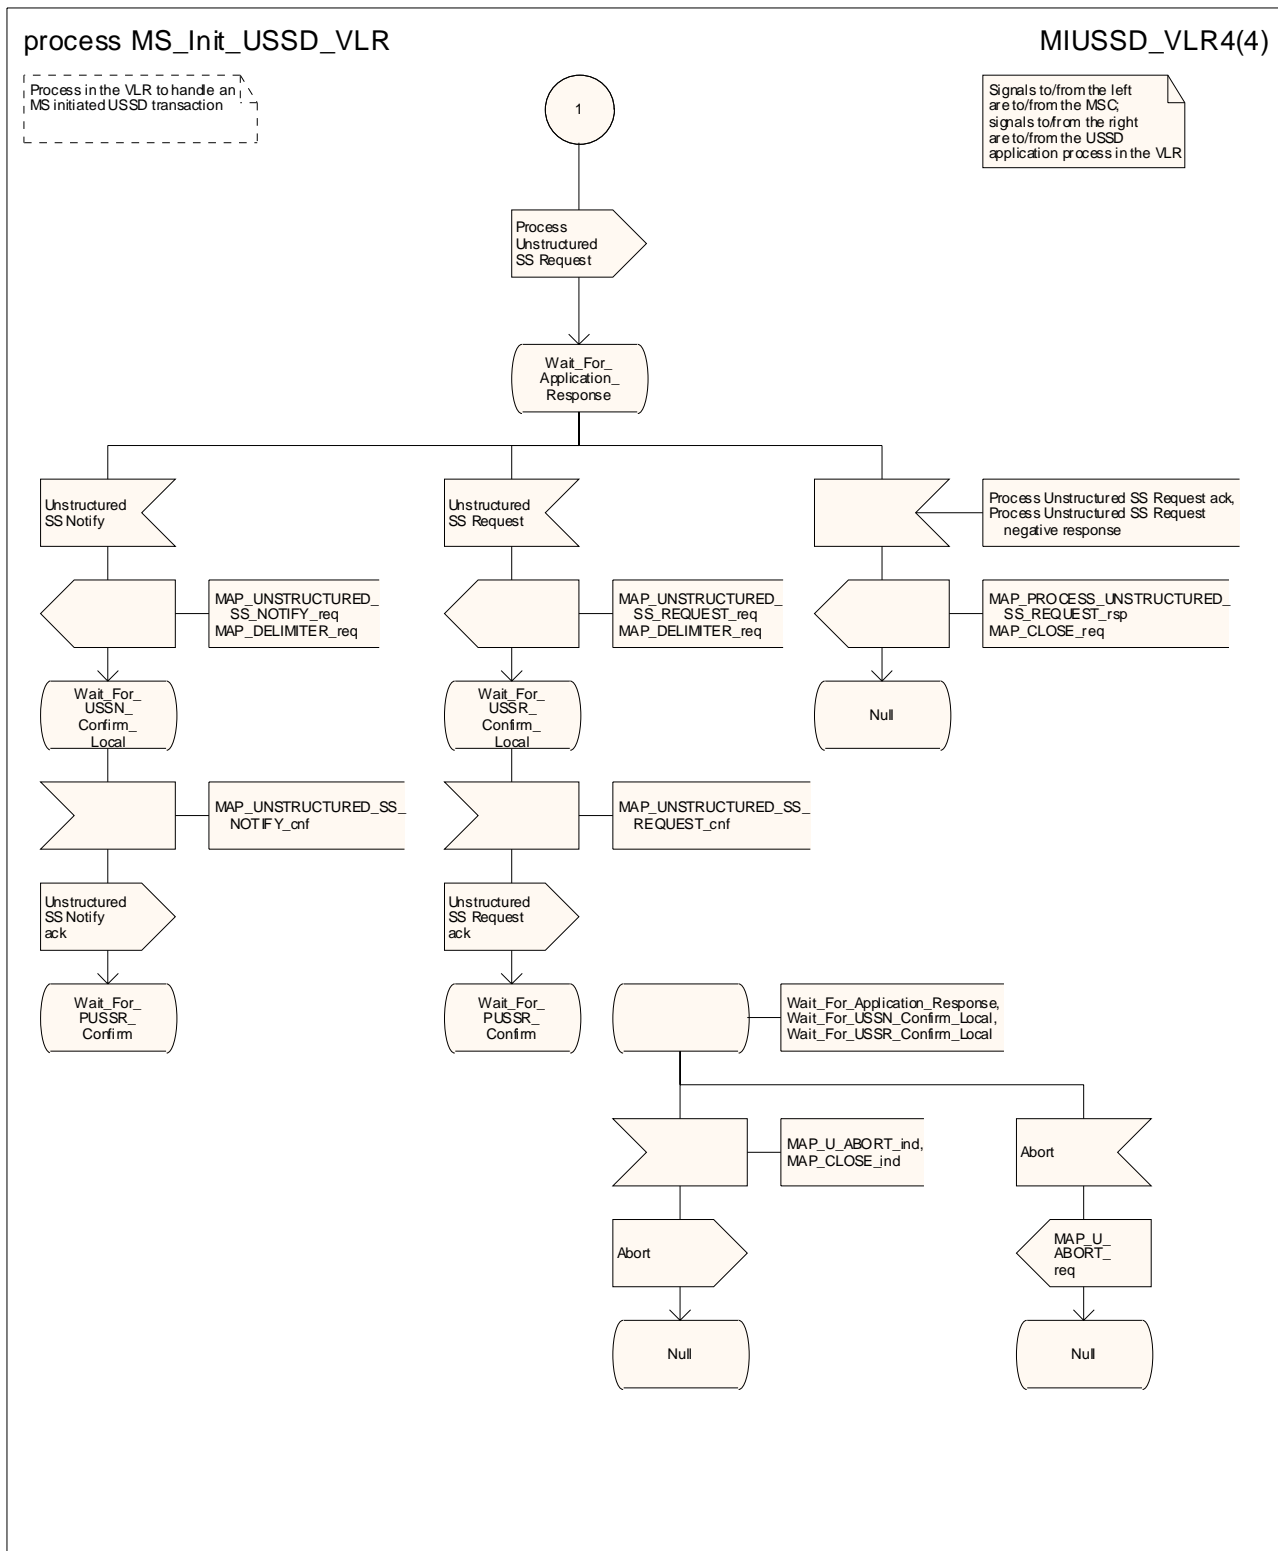 process MS_Init_USSD_VLR
MIUSSD_VLR4(4)
Process in the VLR to handle an
MS initiated USSD transaction
Signals to/from the left
are to/from the MSC;
signals to/from the right
are to/from the USSD
application process in the VLR
1
Process
Unstructured
SS Request
Wait_For_
Application_
Response
Unstructured
SS Notify
Unstructured
SS Request
Process Unstructured SS Request ack,
Process Unstructured SS Request
negative response
MAP_UNSTRUCTURED_
SS_NOTIFY_req
MAP_DELIMITER_req
MAP_UNSTRUCTURED_
SS_REQUEST_req
MAP_DELIMITER_req
MAP_PROCESS_UNSTRUCTURED_
SS_REQUEST_rsp
MAP_CLOSE_req
Wait_For_
USSN_
Confirm_
Local
Wait_For_
USSR_
Confirm_
Local
Null
MAP_UNSTRUCTURED_SS_
NOTIFY_cnf
MAP_UNSTRUCTURED_SS_
REQUEST_cnf
Unstructured
SS Notify
ack
Unstructured
SS Request
ack
Wait_For_
PUSSR_
Confirm
Wait_For_
PUSSR_
Confirm
Wait_For_Application_Response,
Wait_For_USSN_Confirm_Local,
Wait_For_USSR_Confirm_Local
MAP_U_ABORT_ind,
MAP_CLOSE_ind
Abort
Abort
MAP_U_
ABORT_
req
Null
Null